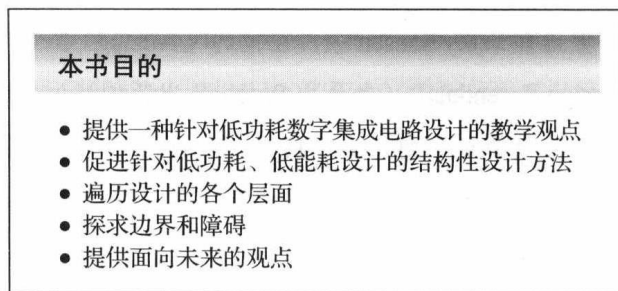 本书目的
● 提供一种针对低功耗数字集成电路设计的教学观点
● 促进针对低功耗、低能耗设计的结构性设计方法
● 遍历设计的各个层面
● 探求边界和障碍
● 提供面向未来的观点